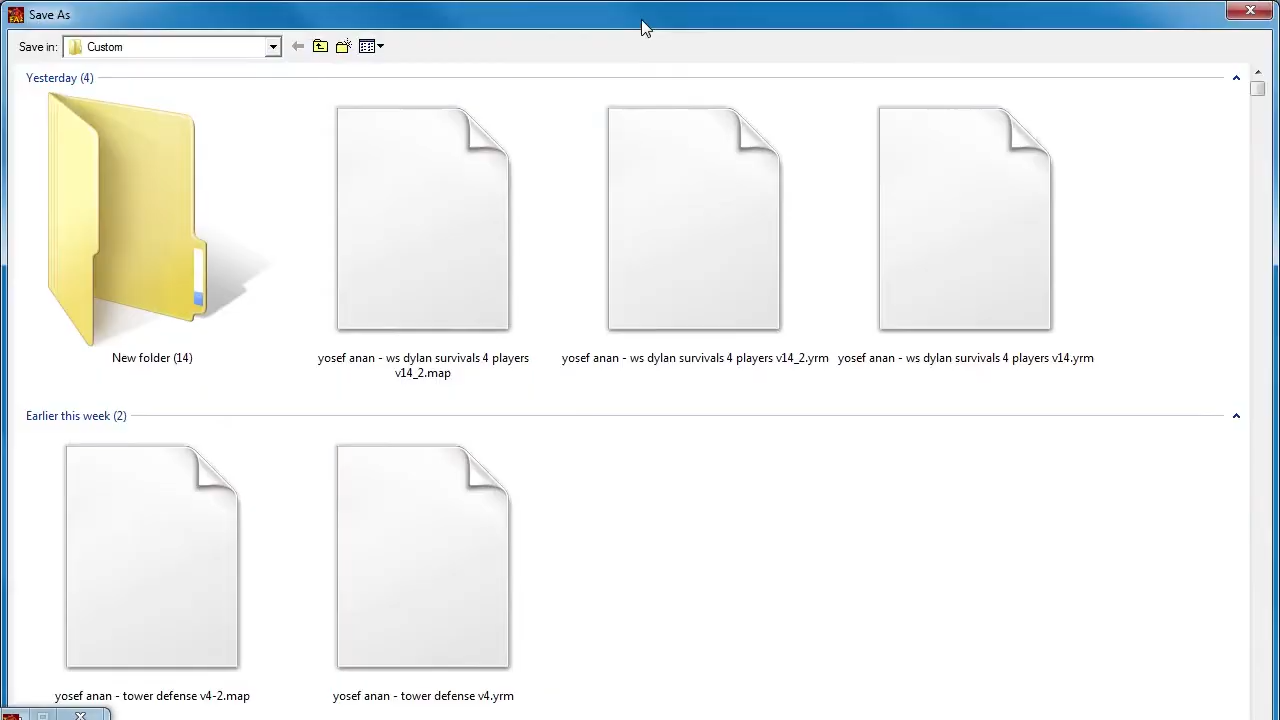 Save As
Save in: Custom
Yesterday (4)
New folder (14)
yosef anan - ws dylan survivals 4 players
v14_2.map
yosef anan - ws dylan survivals 4 players v14_2.yrm
yosef anan - ws dylan survivals 4 players v14.yrm
Earlier this week (2)
yosef anan - tower defense v4-2.map
yosef anan - tower defense v4.yrm